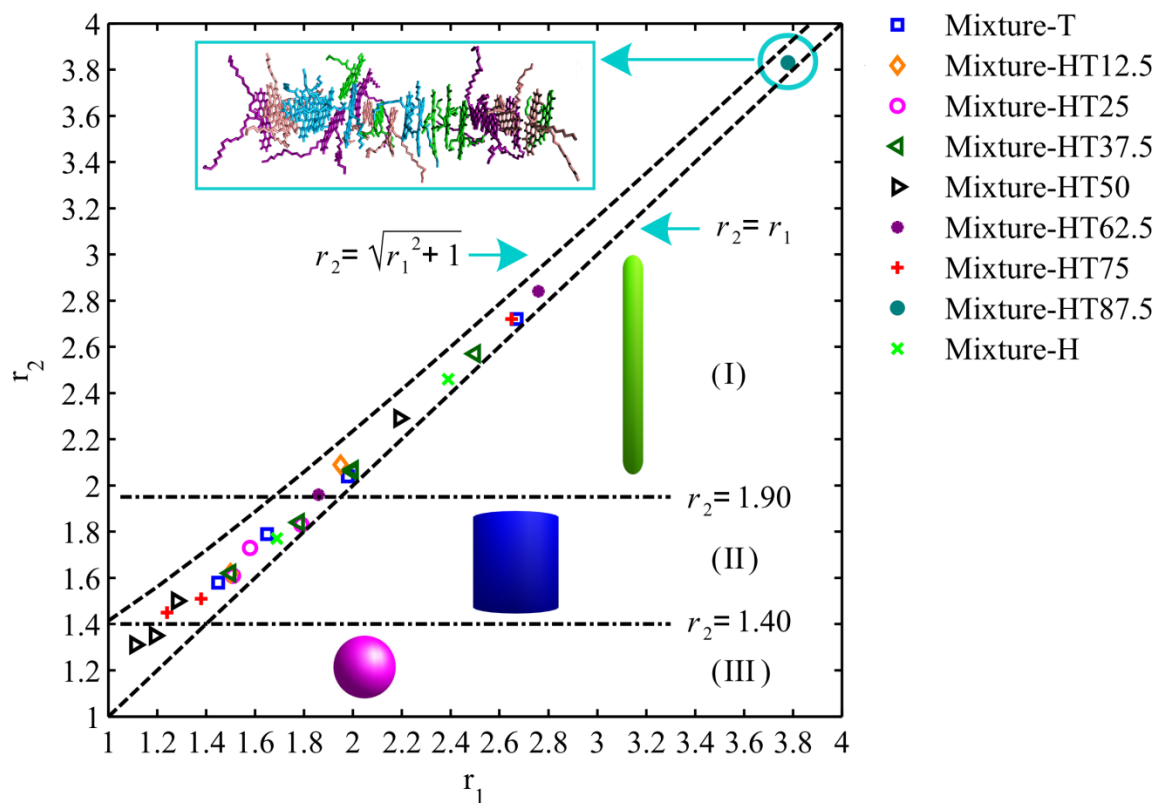 4
3.8
3.6
3.4
3.2
3
2.8
2.6
2.4
2.2
2
1.8
1.6
1.4
1.2
1
r₂
r₂ = √(r₁² + 1)
r₂ = r₁
(I)
r₂ = 1.90
(II)
r₂ = 1.40
(III)
1 1.2 1.4 1.6 1.8 2 2.2 2.4 2.6 2.8 3 3.2 3.4 3.6 3.8 4
r₁
Mixture-T
Mixture-HT12.5
Mixture-HT25
Mixture-HT37.5
Mixture-HT50
Mixture-HT62.5
Mixture-HT75
Mixture-HT87.5
Mixture-H